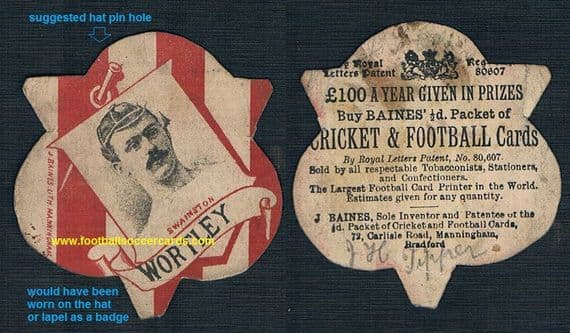 suggested hat pin hole
J BAINES LITH MANNINGHAM
SWAINSTON
WORTLEY
www.footballsoccercards.com
would have been
worn on the hat
or lapel as a badge
Royal
Letters Patent
80607
£100 A YEAR GIVEN IN PRIZES
Buy BAINES' ½d. Packet of
CRICKET & FOOTBALL Cards
By Royal Letters Patent, No. 80,607.
Sold by all respectable Tobacconists, Stationers,
and Confectioners.
The Largest Football Card Printer in the World.
Estimates given for any quantity.
J BAINES, Sole Inventor and Patentee of the
½d. Packet of Cricket and Football Cards,
72, Carlisle Road, Manningham,
Bradford
J H Tipper